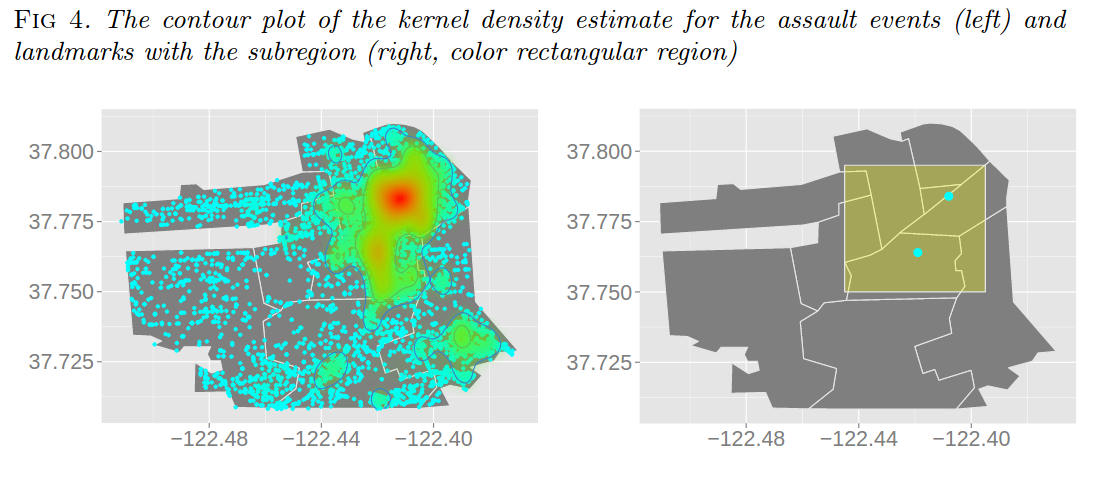 FIG 4. The contour plot of the kernel density estimate for the assault events (left) and
landmarks with the subregion (right, color rectangular region)
37.800
37.775
37.750
37.725
−122.48 −122.44 −122.40
37.800
37.775
37.750
37.725
−122.48 −122.44 −122.40